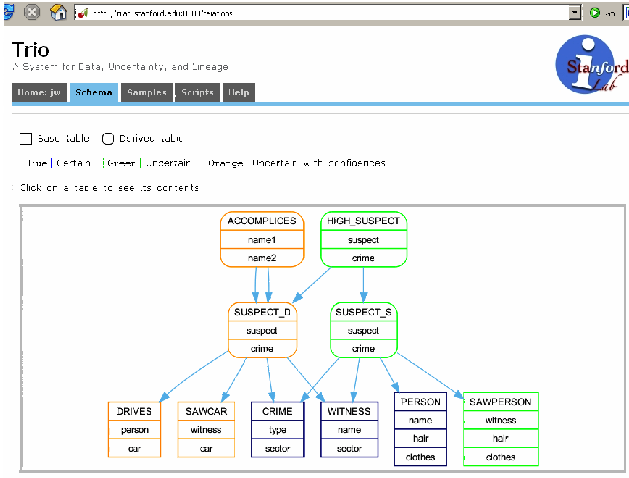 Trio
A System for Data, Uncertainty, and Lineage
Stanford
i
Lab
Home: jw Schema Samples Scripts Help
Base table Derived table
Certain Green Uncertain Orange Uncertain with confidences
Click on a table to see its contents
ACCOMPLICES
name1
name2
HIGH_SUSPECT
suspect
crime
SUSPECT_D
suspect
crime
SUSPECT_S
suspect
crime
DRIVES
person
car
SAWCAR
witness
car
CRIME
type
sector
WITNESS
name
sector
PERSON
name
hair
clothes
SAWPERSON
witness
hair
clothes